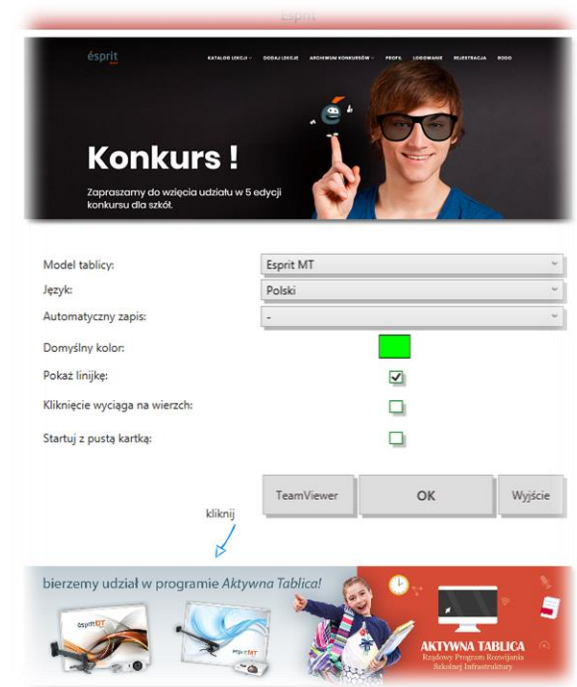 Esprit
ésprit
KATALOG LEKCJI
DODAJ LEKCJE
ARCHIWUM KONKURSÓW
PROFIL
LOGOWANIE
REJESTRACJA
RODO
Konkurs !
Zapraszamy do wzięcia udziału w 5 edycji
konkursu dla szkół.
Model tablicy:
Esprit MT
Język:
Polski
Automatyczny zapis:
-
Domyślny kolor:
Pokaż linijkę:
Kliknięcie wyciąga na wierzch:
Startuj z pustą kartką:
TeamViewer
OK
Wyjście
kliknij
bierzemy udział w programie Aktywna Tablica!
esprit DT
esprit MT
AKTYWNA TABLICA
Rządowy Program Rozwijania
Szkolnej Infrastruktury